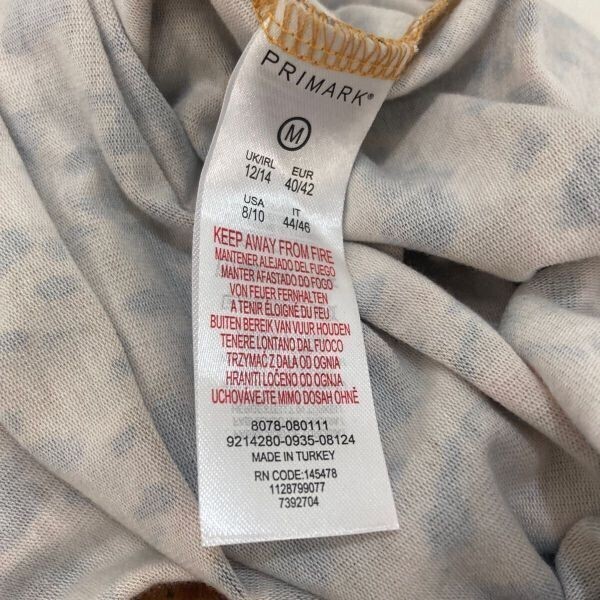 PRIMARK®
M
UK/IRL EUR
12/14 40/42
USA IT
8/10 44/46
KEEP AWAY FROM FIRE
MANTENER ALEJADO DEL FUEGO
MANTER AFASTADO DO FOGO
VON FEUER FERNHALTEN
A TENIR ÉLOIGNÉ DU FEU
BUITEN BEREIK VAN VUUR HOUDEN
TENERE LONTANO DAL FUOCO
TRZYMAĆ Z DALA OD OGNIA
HRANITI LOČENO OD OGNJA
UCHOVÁVEJTE MIMO DOSAH OHNĚ
8078-080111
9214280-0935-08124
MADE IN TURKEY
RN CODE:145478
1128799077
7392704